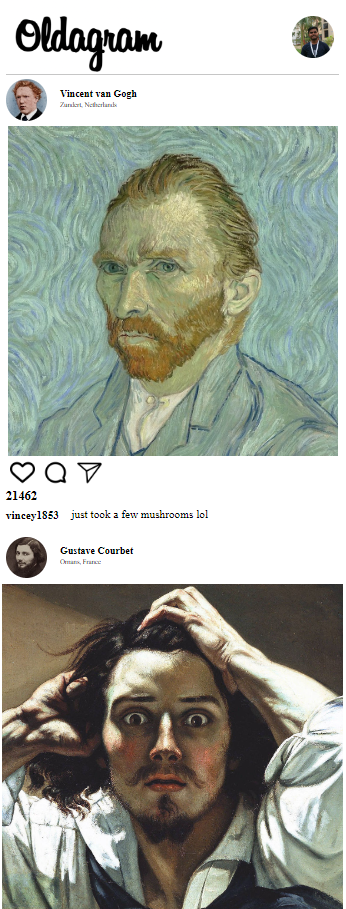 Oldagram
Vincent van Gogh
Zundert, Netherlands
21462
vincey1853 just took a few mushrooms lol
Gustave Courbet
Ornans, France